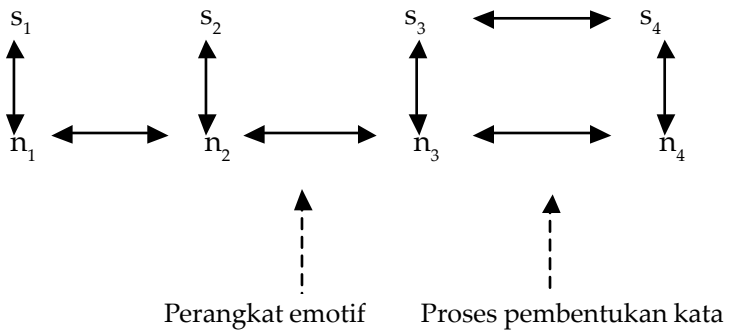 s₁ s₂ s₃ s₄
n₁ n₂ n₃ n₄
Perangkat emotif Proses pembentukan kata